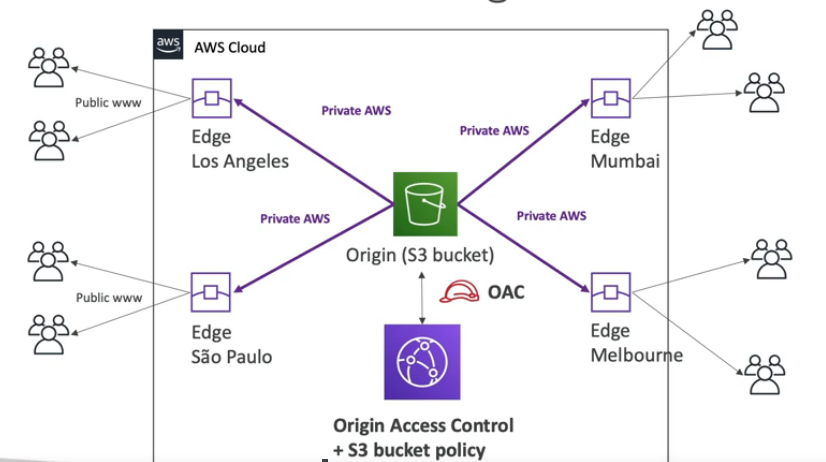 aws
AWS Cloud
Public www
Private AWS
Private AWS
Edge
Los Angeles
Edge
Mumbai
Private AWS
Private AWS
Origin (S3 bucket)
OAC
Public www
Edge
São Paulo
Edge
Melbourne
Origin Access Control
+ S3 bucket policy